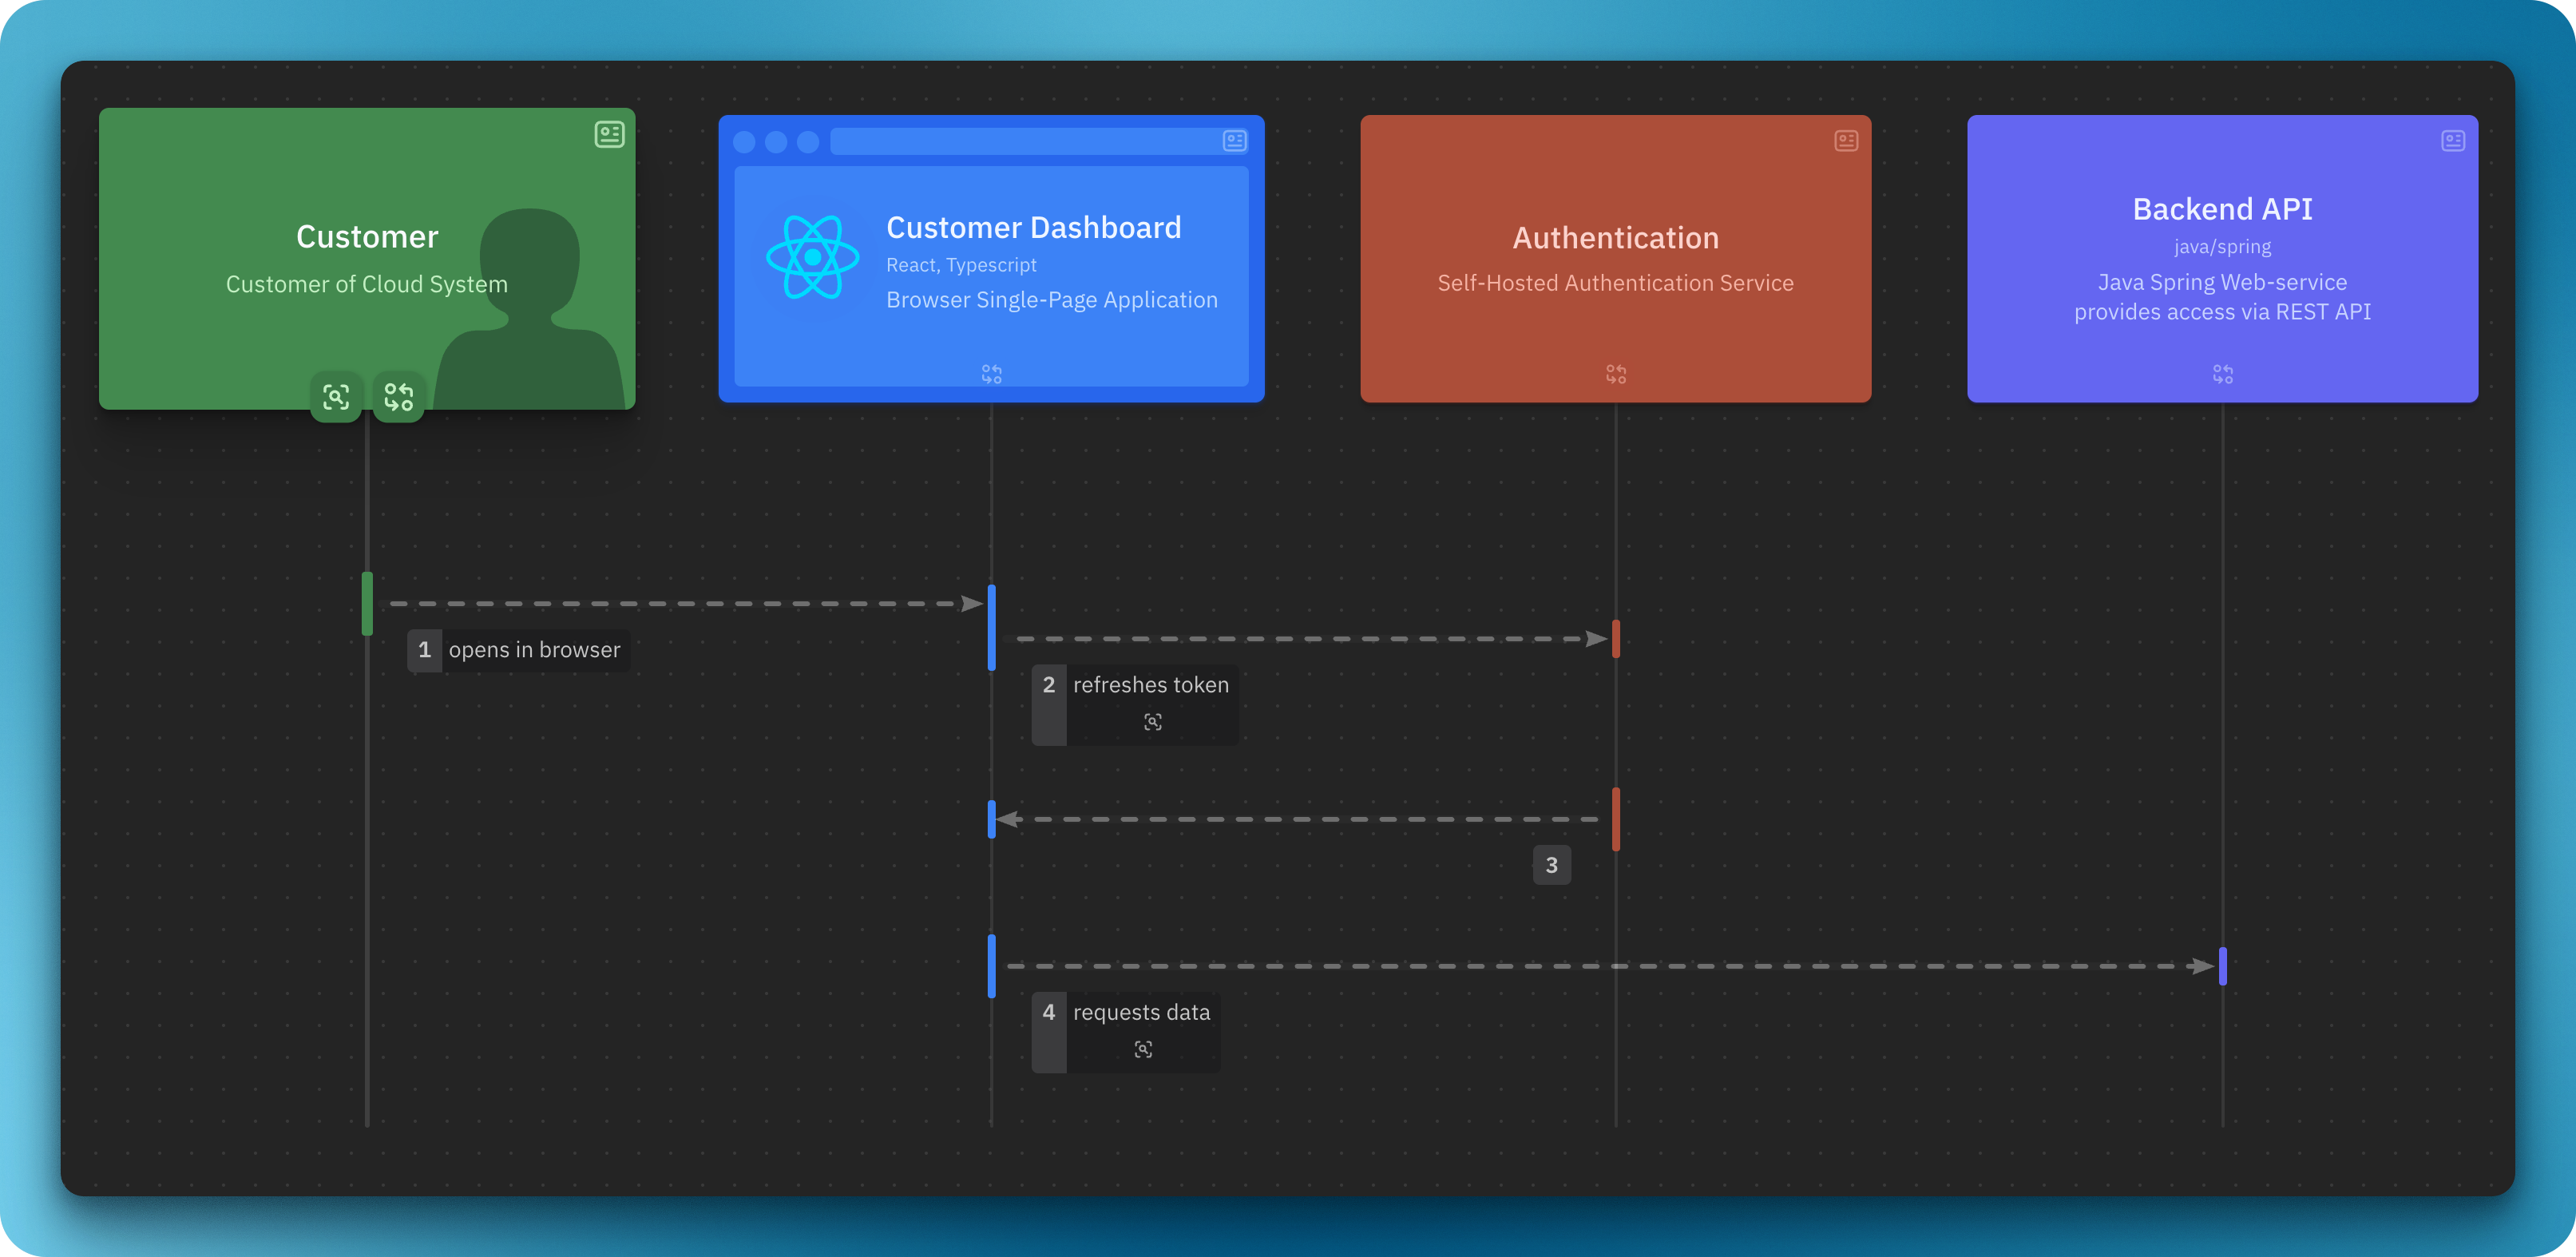 Customer
Customer of Cloud System
Customer Dashboard
React, Typescript
Browser Single-Page Application
Authentication
Self-Hosted Authentication Service
Backend API
java/spring
Java Spring Web-service
provides access via REST API
1 opens in browser
2 refreshes token
3
4 requests data